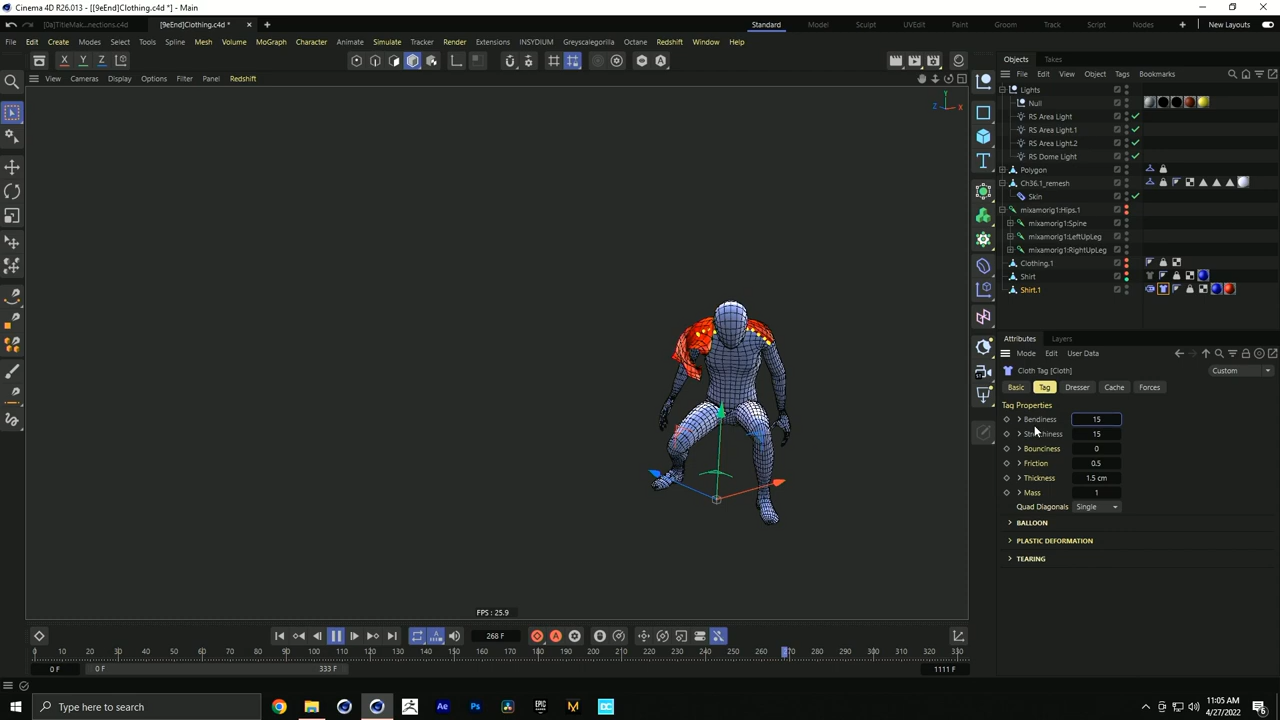 Cinema 4D R26.013 - [[9eEnd]Clothing.c4d *] - Main
[0a]TitleMak...nections.c4d
[9eEnd]Clothing.c4d *
Standard Model Sculpt UVEdit Paint Groom Track Script Nodes New Layouts
File Edit Create Modes Select Tools Spline Mesh Volume MoGraph Character Animate Simulate Tracker Render Extensions INSYDIUM Greyscalegorilla Octane Redshift Window Help
Objects Takes
File Edit View Object Tags Bookmarks
View Cameras Display Options Filter Panel Redshift
Lights
Null
RS Area Light
RS Area Light.1
RS Area Light.2
RS Dome Light
Polygon
Ch36.1_remesh
Skin
mixamorig1:Hips.1
mixamorig1:Spine
mixamorig1:LeftUpLeg
mixamorig1:RightUpLeg
Clothing.1
Shirt
Shirt.1
Y
Z X
Attributes Layers
Mode Edit User Data
Cloth Tag [Cloth] Custom
Basic Tag Dresser Cache Forces
Tag Properties
Bendiness 15
Stretchiness 15
Bounciness 0
Friction 0.5
Thickness 1.5 cm
Mass 1
Quad Diagonals Single
BALLOON
PLASTIC DEFORMATION
TEARING
FPS : 25.9
268 F
0 10 20 30 40 50 60 70 80 90 100 110 120 130 140 150 160 170 180 190 200 210 220 230 240 250 260 270 280 290 300 310 320 330
0 F 0 F 333 F 1111 F
Type here to search
11:05 AM
4/27/2022